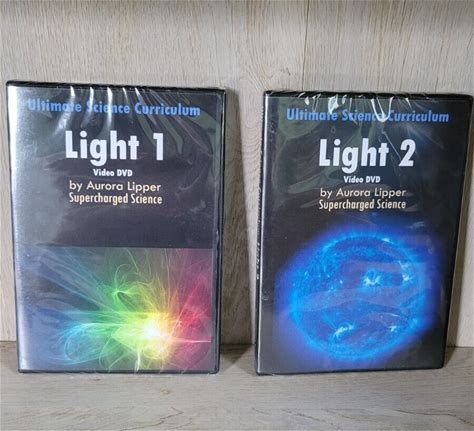 Ultimate Science Curriculum
Light 1
Video DVD
by Aurora Lipper
Supercharged Science
Ultimate Science Curriculum
Light 2
Video DVD
by Aurora Lipper
Supercharged Science